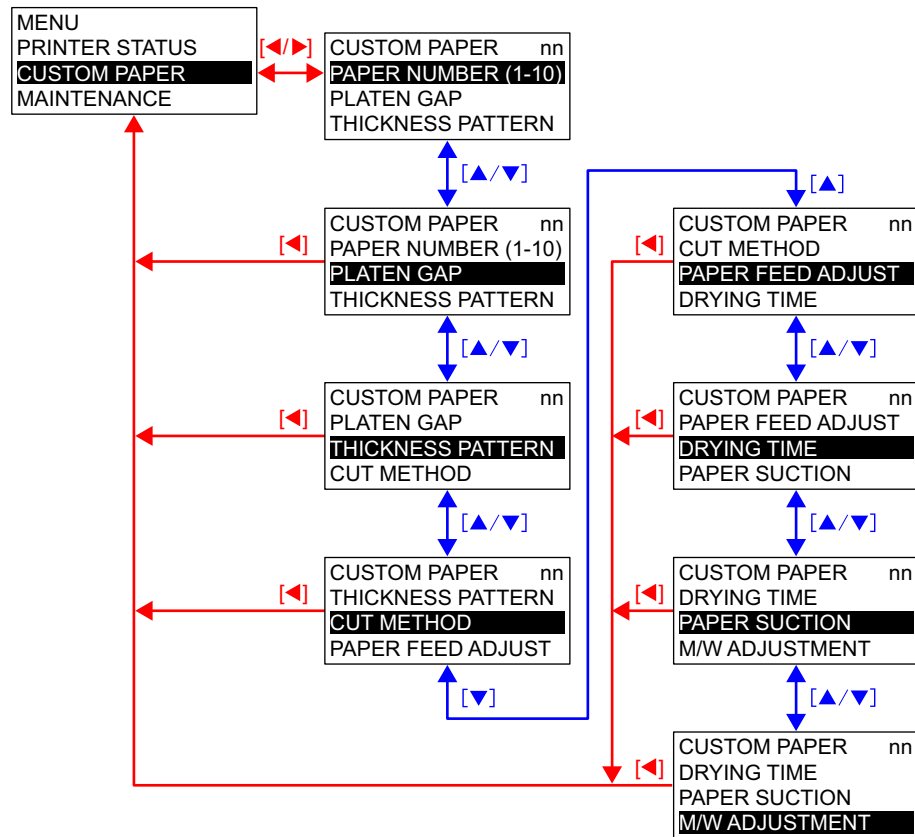 MENU
PRINTER STATUS
CUSTOM PAPER
MAINTENANCE
[◀/▶]
CUSTOM PAPER nn
PAPER NUMBER (1-10)
PLATEN GAP
THICKNESS PATTERN
[▲/▼]
[◀]
CUSTOM PAPER nn
PAPER NUMBER (1-10)
PLATEN GAP
THICKNESS PATTERN
[▲/▼]
[◀]
CUSTOM PAPER nn
PLATEN GAP
THICKNESS PATTERN
CUT METHOD
[▲/▼]
[◀]
CUSTOM PAPER nn
THICKNESS PATTERN
CUT METHOD
PAPER FEED ADJUST
[▼]
[▲]
[◀]
CUSTOM PAPER nn
CUT METHOD
PAPER FEED ADJUST
DRYING TIME
[▲/▼]
[◀]
CUSTOM PAPER nn
PAPER FEED ADJUST
DRYING TIME
PAPER SUCTION
[▲/▼]
[◀]
CUSTOM PAPER nn
DRYING TIME
PAPER SUCTION
M/W ADJUSTMENT
[▲/▼]
[◀]
CUSTOM PAPER nn
DRYING TIME
PAPER SUCTION
M/W ADJUSTMENT